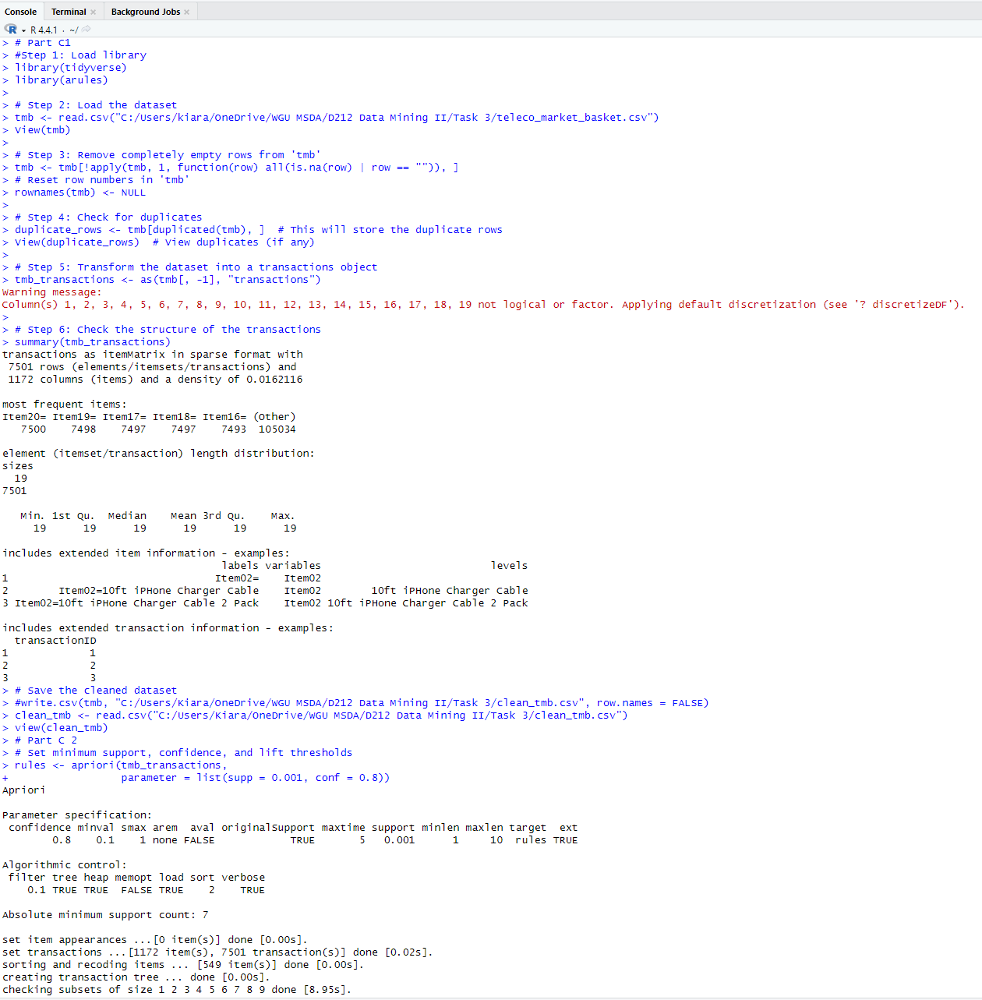 Console Terminal Background Jobs
R 4.4.1 · ~/
> # Part C1
> #Step 1: Load library
> library(tidyverse)
> library(arules)
>
> # Step 2: Load the dataset
> tmb <- read.csv("C:/Users/kiara/OneDrive/WGU MSDA/D212 Data Mining II/Task 3/teleco_market_basket.csv")
> View(tmb)
>
> # Step 3: Remove completely empty rows from 'tmb'
> tmb <- tmb[!apply(tmb, 1, function(row) all(is.na(row) | row == "")), ]
> # Reset row numbers in 'tmb'
> rownames(tmb) <- NULL
>
> # Step 4: Check for duplicates
> duplicate_rows <- tmb[duplicated(tmb), ]  # This will store the duplicate rows
> View(duplicate_rows)  # View duplicates (if any)
>
> # Step 5: Transform the dataset into a transactions object
> tmb_transactions <- as(tmb[, -1], "transactions")
Warning message:
Column(s) 1, 2, 3, 4, 5, 6, 7, 8, 9, 10, 11, 12, 13, 14, 15, 16, 17, 18, 19 not logical or factor. Applying default discretization (see '? discretizeDF').
>
> # Step 6: Check the structure of the transactions
> summary(tmb_transactions)
transactions as itemMatrix in sparse format with
 7501 rows (elements/itemsets/transactions) and
 1172 columns (items) and a density of 0.0162116

most frequent items:
Item20= Item19= Item17= Item18= Item16= (Other)
   7500    7498    7497    7497    7493  105034

element (itemset/transaction) length distribution:
sizes
  19
7501

   Min. 1st Qu.  Median    Mean 3rd Qu.    Max.
     19      19      19      19      19      19

includes extended item information - examples:
                                   labels variables                           levels
1                                 Item02=    Item02
2        Item02=10ft iPHone Charger Cable    Item02        10ft iPHone Charger Cable
3 Item02=10ft iPHone Charger Cable 2 Pack    Item02 10ft iPHone Charger Cable 2 Pack

includes extended transaction information - examples:
  transactionID
1             1
2             2
3             3
> # Save the cleaned dataset
> #write.csv(tmb, "C:/Users/Kiara/OneDrive/WGU MSDA/D212 Data Mining II/Task 3/clean_tmb.csv", row.names = FALSE)
> clean_tmb <- read.csv("C:/Users/Kiara/OneDrive/WGU MSDA/D212 Data Mining II/Task 3/clean_tmb.csv")
> view(clean_tmb)
> # Part C 2
> # Set minimum support, confidence, and lift thresholds
> rules <- apriori(tmb_transactions,
+                  parameter = list(supp = 0.001, conf = 0.8))
Apriori

Parameter specification:
 confidence minval smax arem  aval originalSupport maxtime support minlen maxlen target  ext
        0.8    0.1    1 none FALSE            TRUE       5   0.001      1     10  rules TRUE

Algorithmic control:
 filter tree heap memopt load sort verbose
    0.1 TRUE TRUE  FALSE TRUE    2    TRUE

Absolute minimum support count: 7

set item appearances ...[0 item(s)] done [0.00s].
set transactions ...[1172 item(s), 7501 transaction(s)] done [0.02s].
sorting and recoding items ... [549 item(s)] done [0.00s].
creating transaction tree ... done [0.00s].
checking subsets of size 1 2 3 4 5 6 7 8 9 done [8.95s].